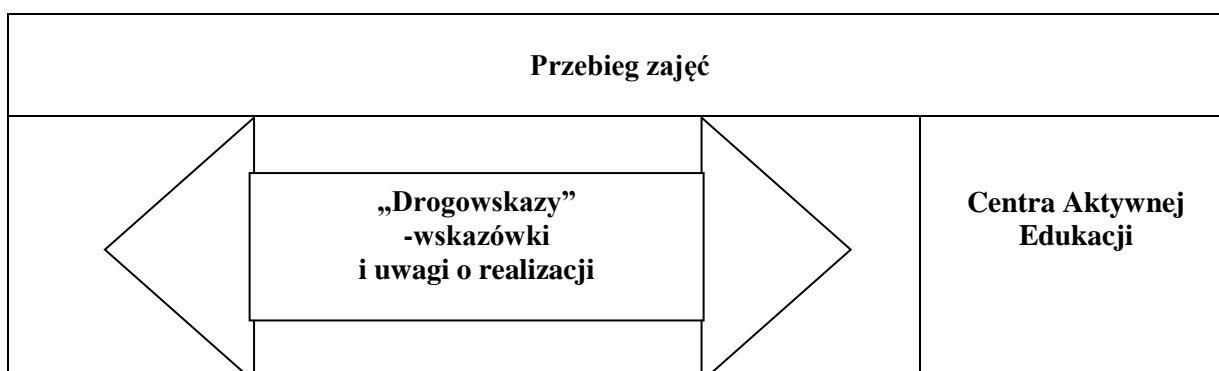 Przebieg zajęć
„Drogowskazy”
-wskazówki
i uwagi o realizacji
Centra Aktywnej
Edukacji